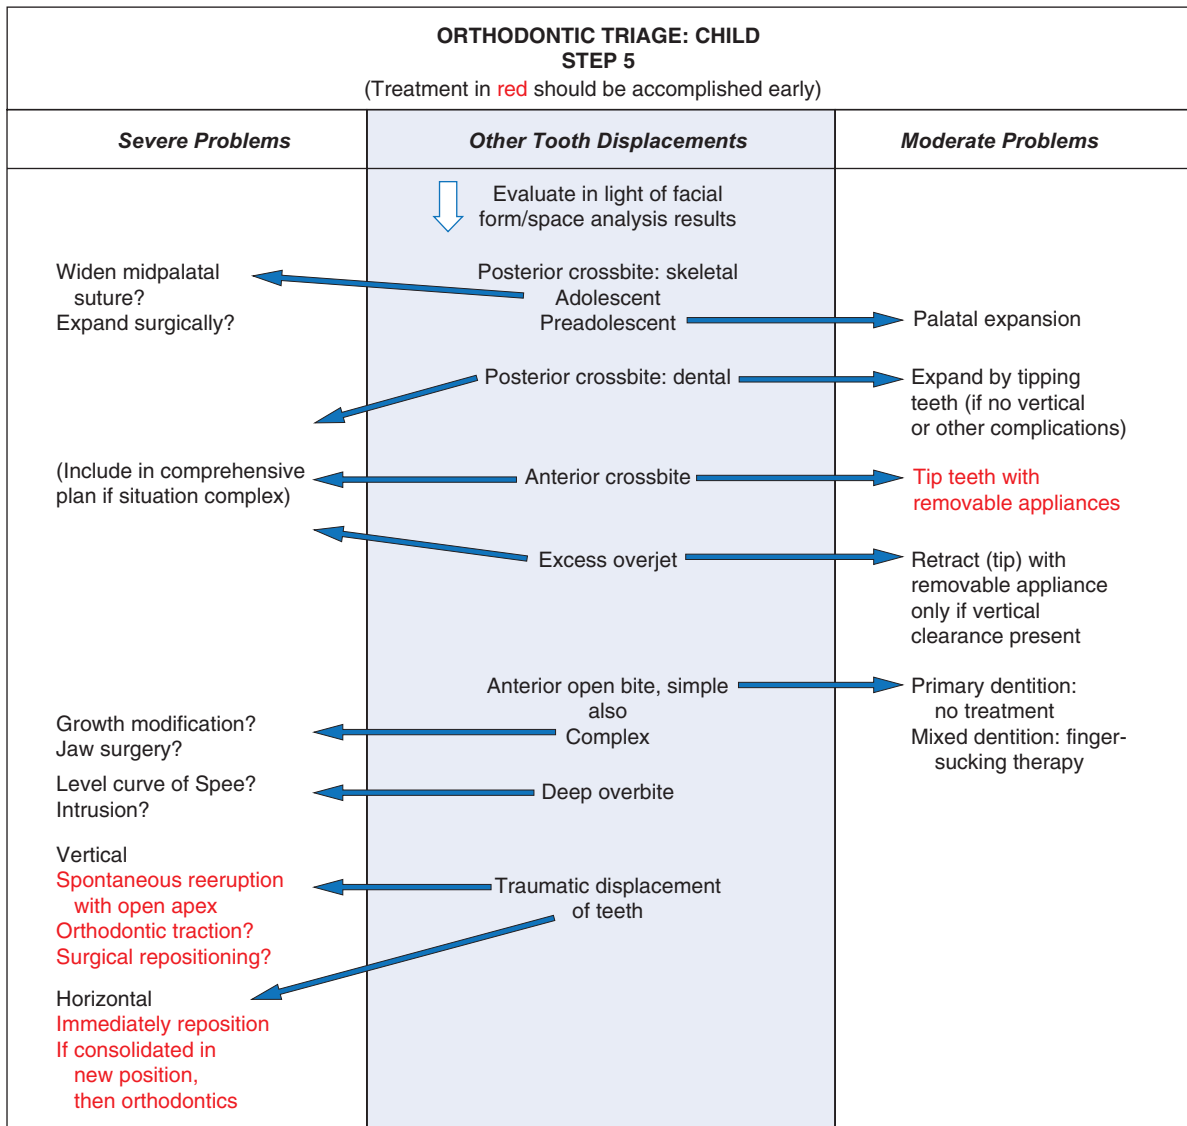 ORTHODONTIC TRIAGE: CHILD
STEP 5
(Treatment in red should be accomplished early)
Severe Problems
Other Tooth Displacements
Moderate Problems
Evaluate in light of facial
form/space analysis results
Widen midpalatal
suture?
Expand surgically?
Posterior crossbite: skeletal
Adolescent
Preadolescent
Palatal expansion
Posterior crossbite: dental
Expand by tipping
teeth (if no vertical
or other complications)
(Include in comprehensive
plan if situation complex)
Anterior crossbite
Tip teeth with
removable appliances
Excess overjet
Retract (tip) with
removable appliance
only if vertical
clearance present
Anterior open bite, simple
also
Complex
Primary dentition:
no treatment
Mixed dentition: finger-
sucking therapy
Growth modification?
Jaw surgery?
Level curve of Spee?
Intrusion?
Deep overbite
Vertical
Spontaneous reeruption
with open apex
Orthodontic traction?
Surgical repositioning?
Traumatic displacement
of teeth
Horizontal
Immediately reposition
If consolidated in
new position,
then orthodontics